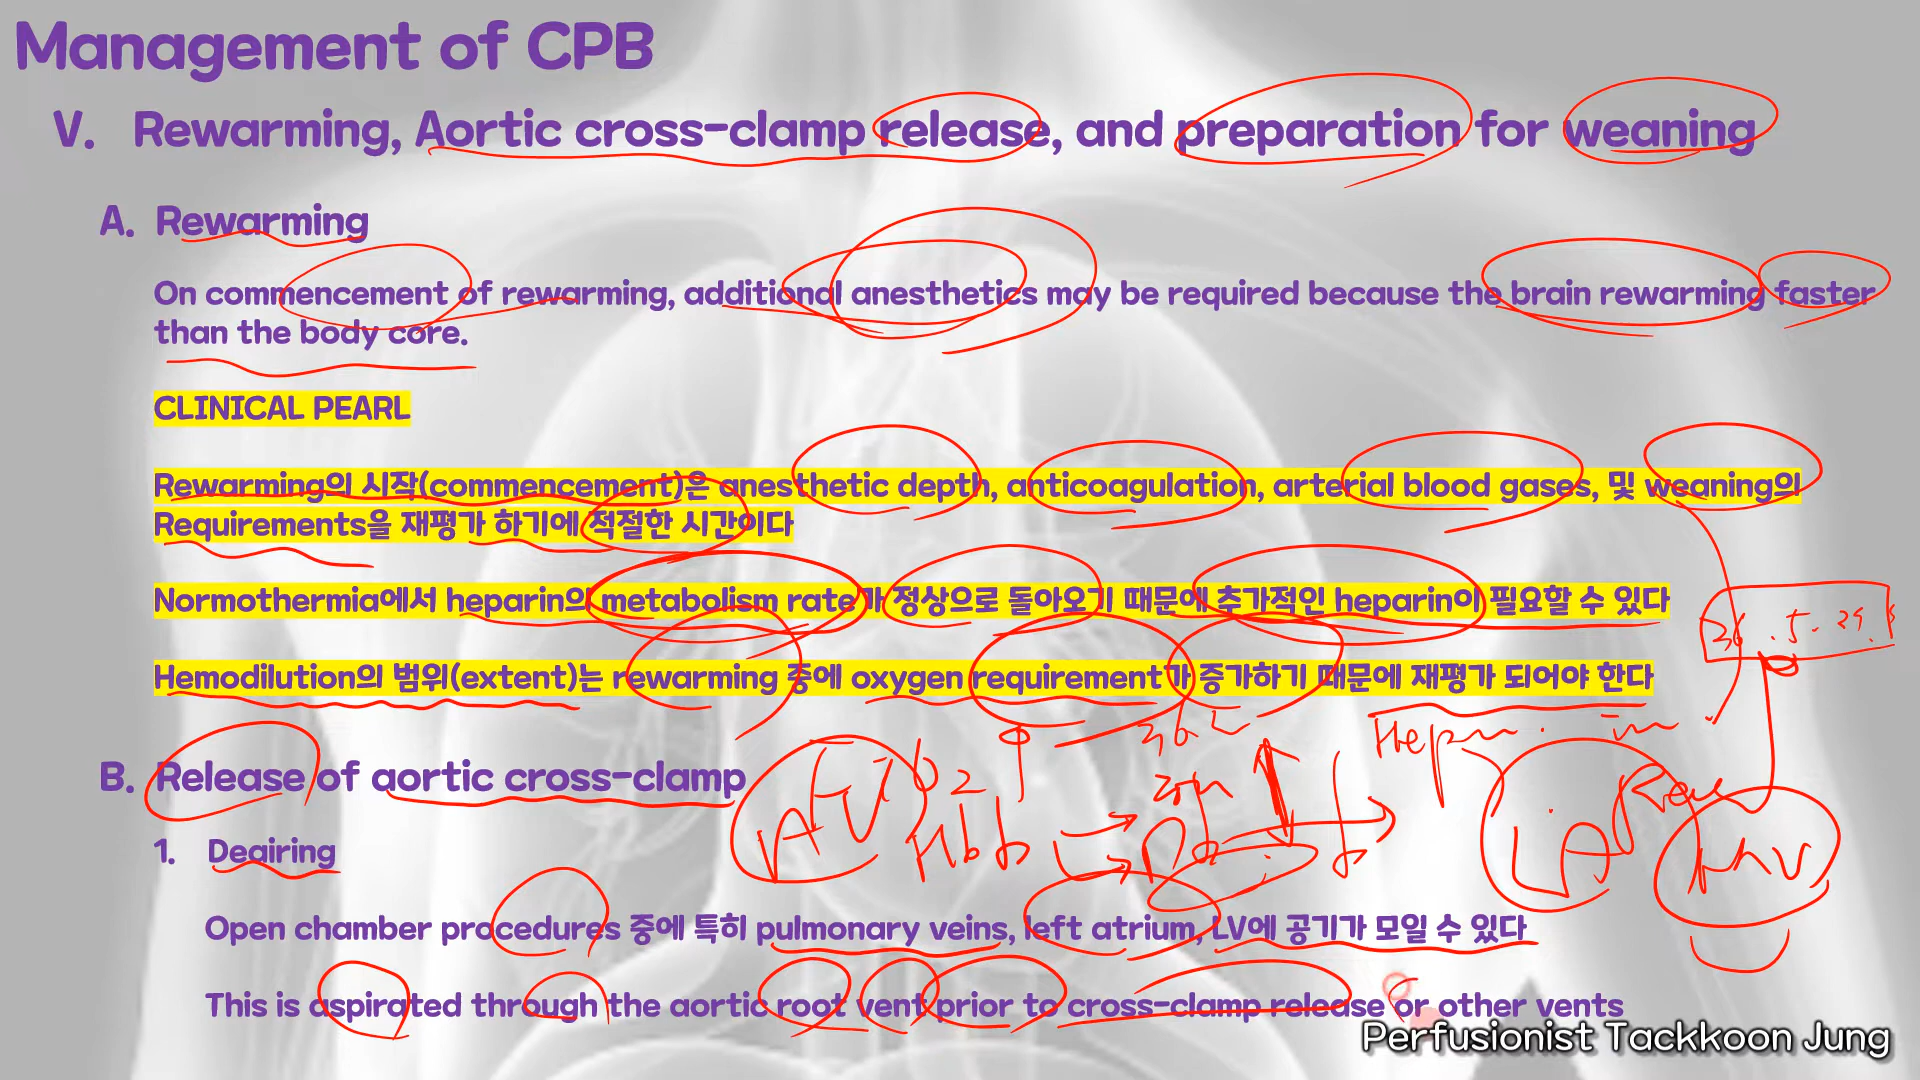 Management of CPB
V. Rewarming, Aortic cross-clamp release, and preparation for weaning
A. Rewarming
On commencement of rewarming, additional anesthetics may be required because the brain rewarming faster
than the body core.
CLINICAL PEARL
Rewarming의 시작(commencement)은 anesthetic depth, anticoagulation, arterial blood gases, 및 weaning의
Requirements을 재평가 하기에 적절한 시간이다
Normothermia에서 heparin의 metabolism rate가 정상으로 돌아오기 때문에 추가적인 heparin이 필요할 수 있다
Hemodilution의 범위(extent)는 rewarming 중에 oxygen requirement가 증가하기 때문에 재평가 되어야 한다
B. Release of aortic cross-clamp
1. Deairing
Open chamber procedures 중에 특히 pulmonary veins, left atrium, LV에 공기가 모일 수 있다
This is aspirated through the aortic root vent prior to cross-clamp release or other vents
Perfusionist Tackkoon Jung